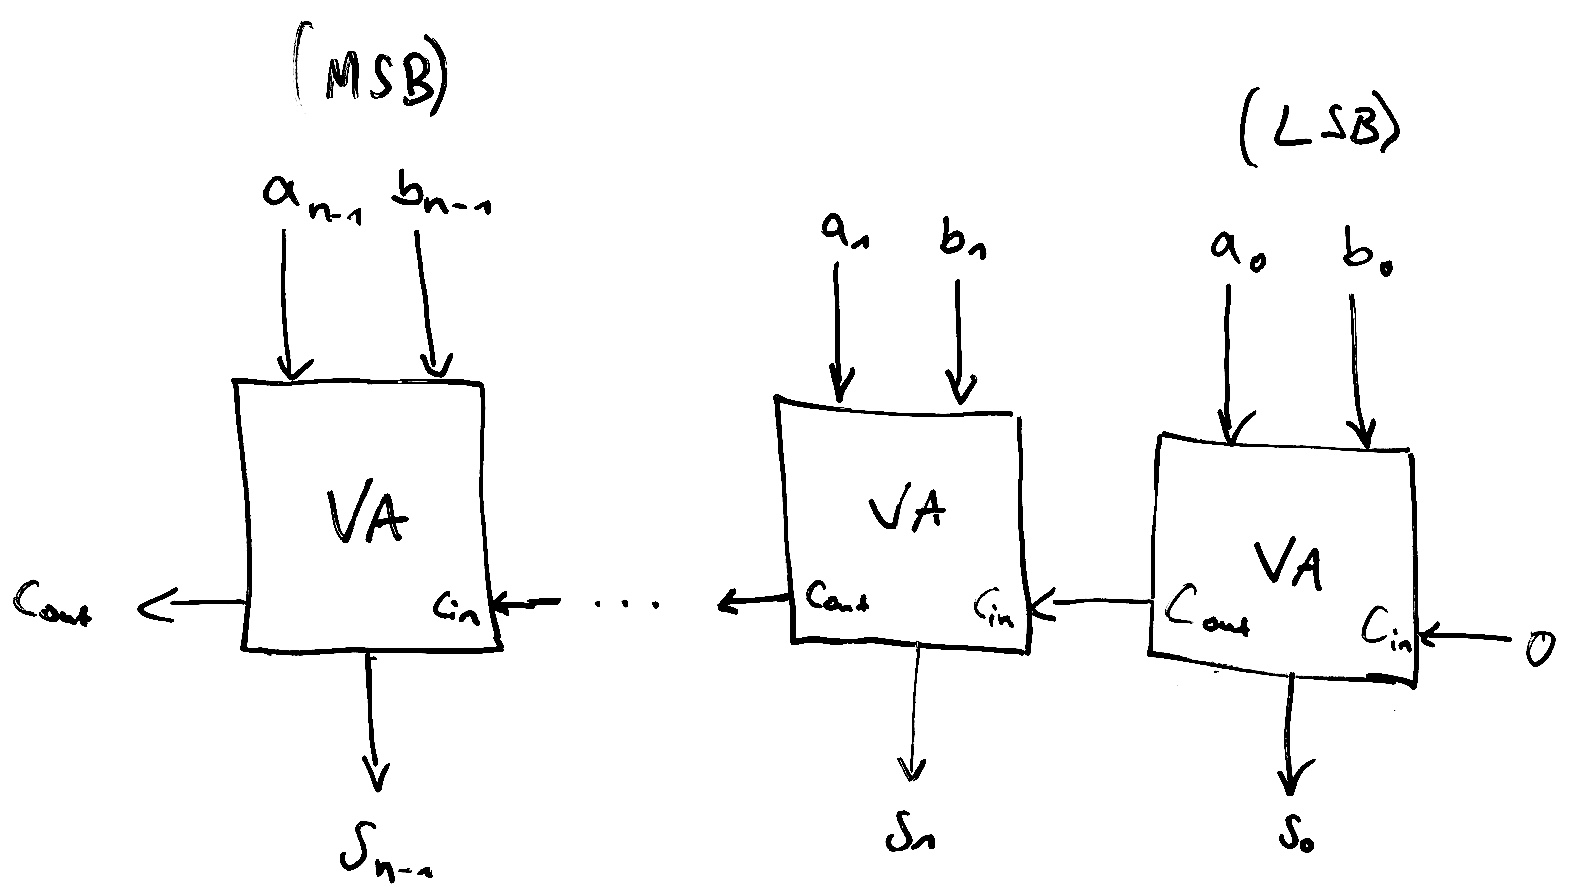 (MSB)
(LSB)
a_{n-1} b_{n-1}
a_1 b_1
a_0 b_0
VA
VA
VA
C_{out}
C_{in}
...
C_{out}
C_{in}
C_{out}
C_{in}
0
S_{n-1}
S_1
S_0